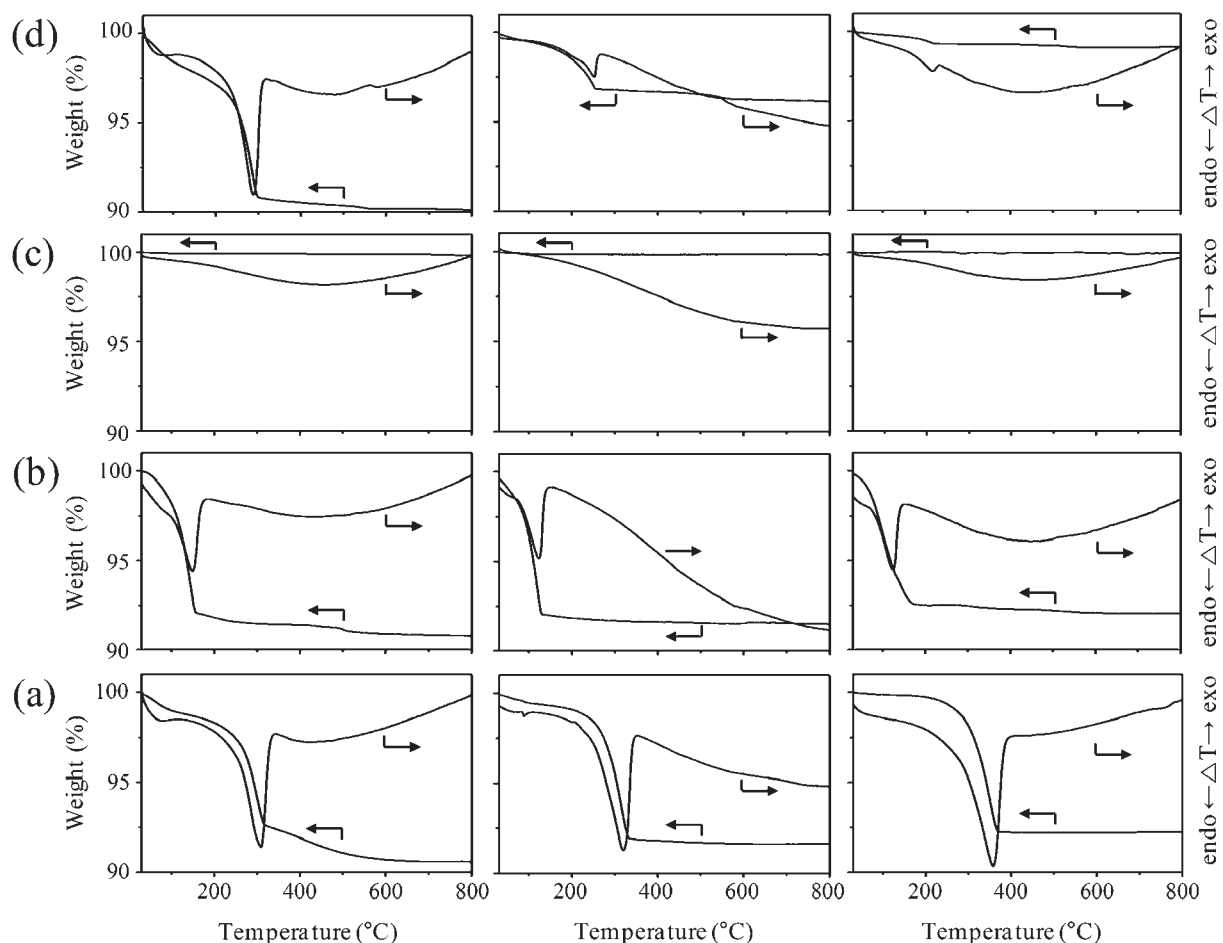 (d)
Weight (%)
100
95
90
endo ← △T → exo
(c)
Weight (%)
100
95
90
endo ← △T → exo
(b)
Weight (%)
100
95
90
endo ← △T → exo
(a)
Weight (%)
100
95
90
endo ← △T → exo
200 400 600 800 200 400 600 800 200 400 600 800
Temperature (°C) Temperature (°C) Temperature (°C)